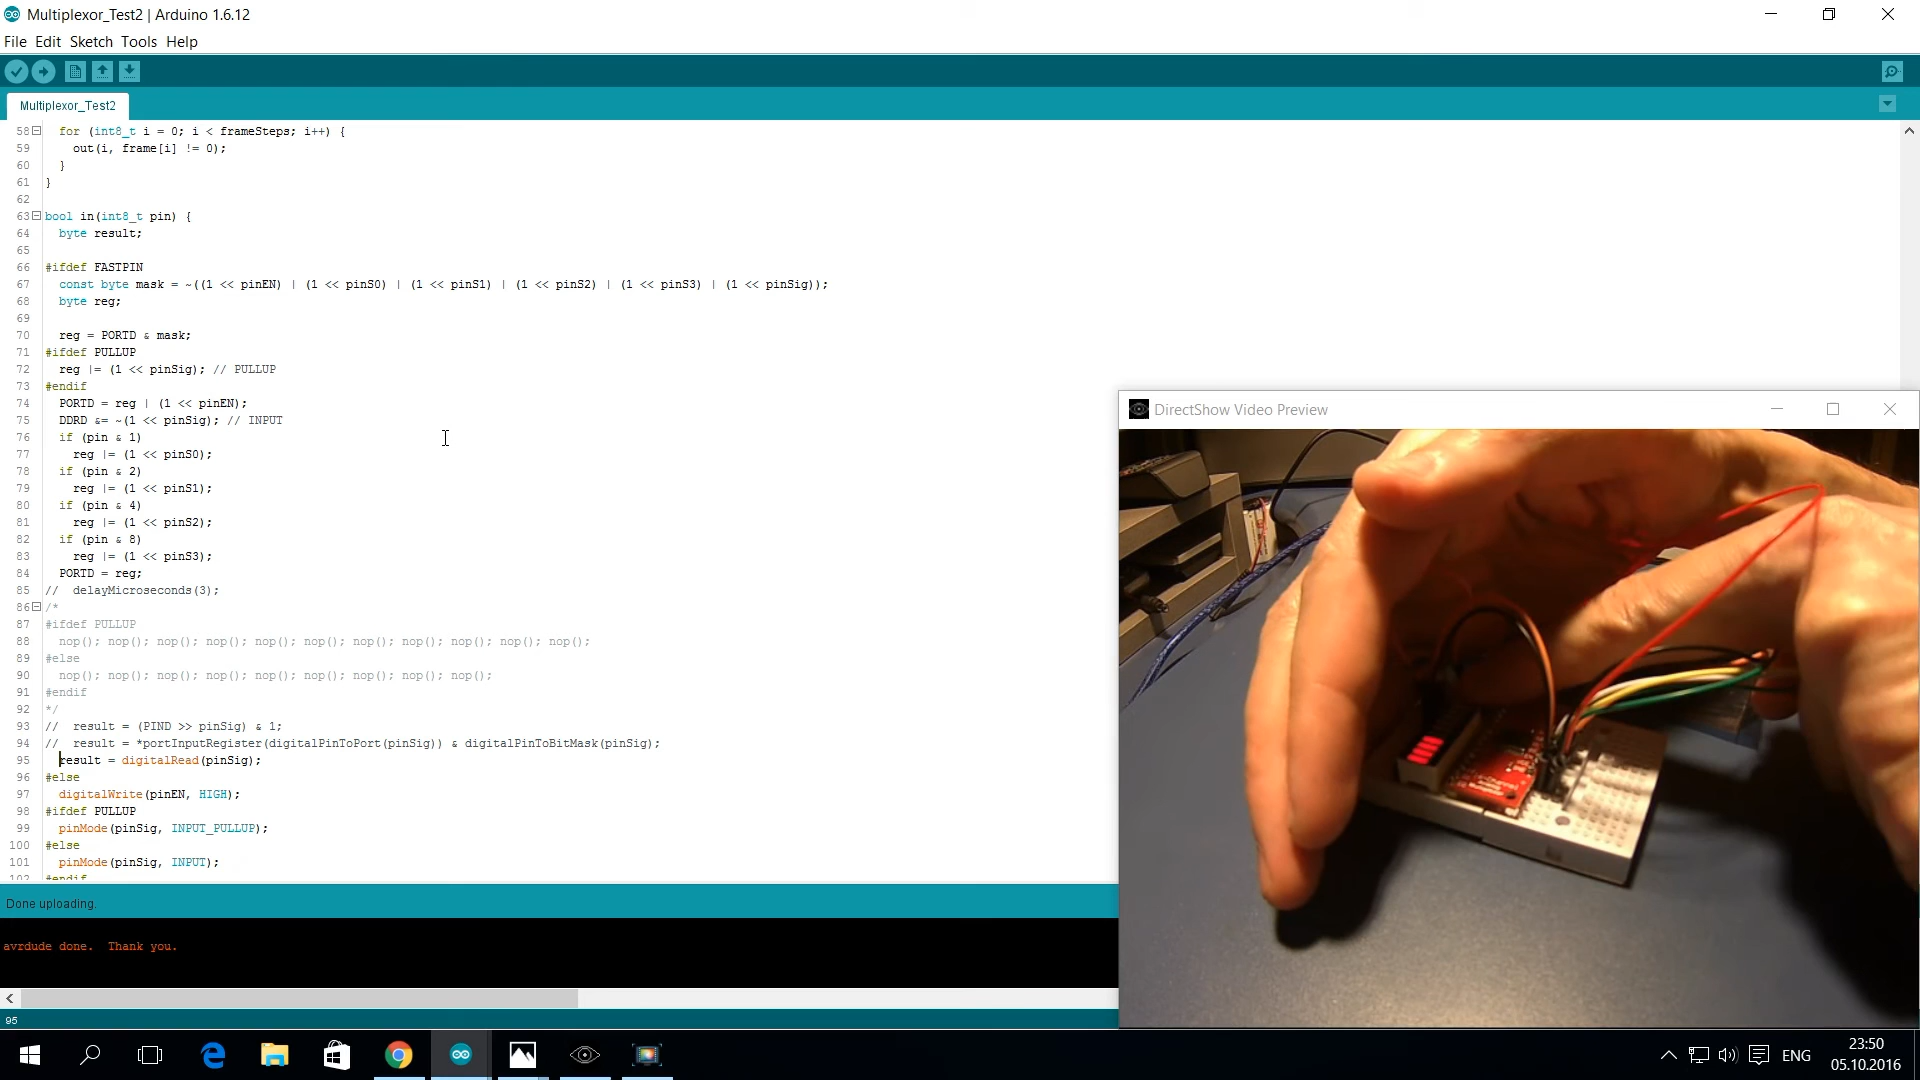 Multiplexor_Test2 | Arduino 1.6.12
File Edit Sketch Tools Help
Multiplexor_Test2
58 for (int8_t i = 0; i < frameSteps; i++) {
59 out(i, frame[i] != 0);
60 }
61 }
62
63 bool in(int8_t pin) {
64 byte result;
65
66 #ifdef FASTPIN
67 const byte mask = ~((1 << pinEN) | (1 << pinS0) | (1 << pinS1) | (1 << pinS2) | (1 << pinS3) | (1 << pinSig));
68 byte reg;
69
70 reg = PORTD & mask;
71 #ifdef PULLUP
72 reg |= (1 << pinSig); // PULLUP
73 #endif
74 PORTD = reg | (1 << pinEN);
75 DDRD &= ~(1 << pinSig); // INPUT
76 if (pin & 1)
77 reg |= (1 << pinS0);
78 if (pin & 2)
79 reg |= (1 << pinS1);
80 if (pin & 4)
81 reg |= (1 << pinS2);
82 if (pin & 8)
83 reg |= (1 << pinS3);
84 PORTD = reg;
85 // delayMicroseconds(3);
86 /*
87 #ifdef PULLUP
88 nop(); nop(); nop(); nop(); nop(); nop(); nop(); nop(); nop(); nop(); nop();
89 #else
90 nop(); nop(); nop(); nop(); nop(); nop(); nop(); nop(); nop();
91 #endif
92 */
93 // result = (PIND >> pinSig) & 1;
94 // result = *portInputRegister(digitalPinToPort(pinSig)) & digitalPinToBitMask(pinSig);
95 result = digitalRead(pinSig);
96 #else
97 digitalWrite(pinEN, HIGH);
98 #ifdef PULLUP
99 pinMode(pinSig, INPUT_PULLUP);
100 #else
101 pinMode(pinSig, INPUT);
102 #endif
DirectShow Video Preview
Done uploading.
avrdude done. Thank you.
95
ENG
23:50
05.10.2016